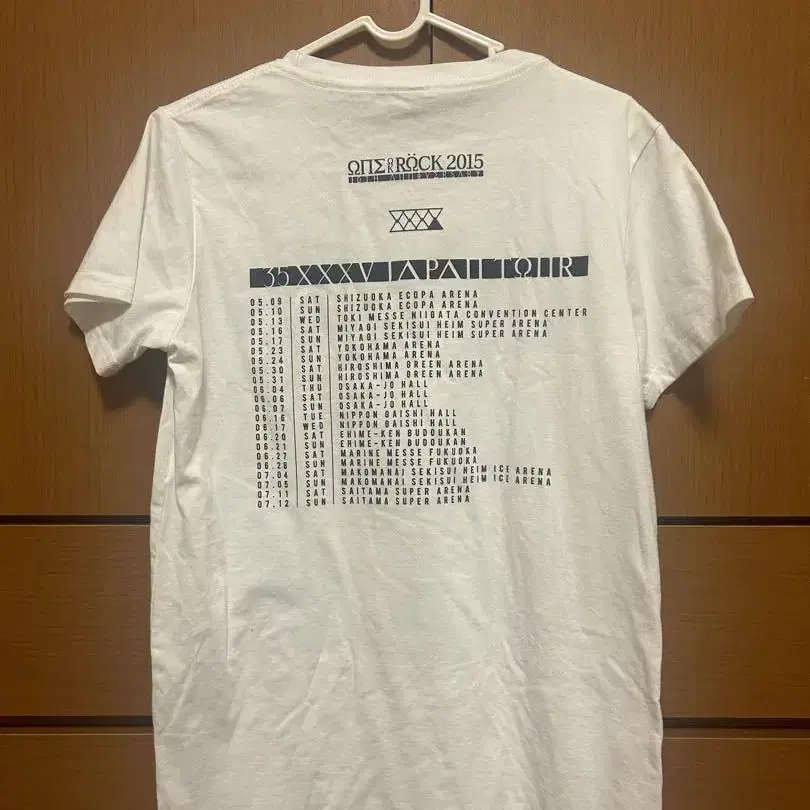 ΩΠΣ OR RÖCK 2015
10TH ANNIVERSARY
XXXV
35XXXV JAPAN TOUR
05.09 SAT SHIZUOKA ECOPA ARENA
05.10 SUN SHIZUOKA ECOPA ARENA
05.13 WED TOKI MESSE NIIGATA CONVENTION CENTER
05.16 SAT MIYAGI SEKISUI HEIM SUPER ARENA
05.17 SUN MIYAGI SEKISUI HEIM SUPER ARENA
05.23 SAT YOKOHAMA ARENA
05.24 SUN YOKOHAMA ARENA
05.30 SAT HIROSHIMA GREEN ARENA
05.31 SUN HIROSHIMA GREEN ARENA
06.04 THU OSAKA-JO HALL
06.06 SAT OSAKA-JO HALL
06.07 SUN OSAKA-JO HALL
06.16 TUE NIPPON GAISHI HALL
06.17 WED NIPPON GAISHI HALL
06.20 SAT EHIME-KEN BUDOUKAN
06.21 SUN EHIME-KEN BUDOUKAN
06.27 SAT MARINE MESSE FUKUOKA
06.28 SUN MARINE MESSE FUKUOKA
07.04 SAT MAKOMANAI SEKISUI HEIM ICE ARENA
07.05 SUN MAKOMANAI SEKISUI HEIM ICE ARENA
07.11 SAT SAITAMA SUPER ARENA
07.12 SUN SAITAMA SUPER ARENA